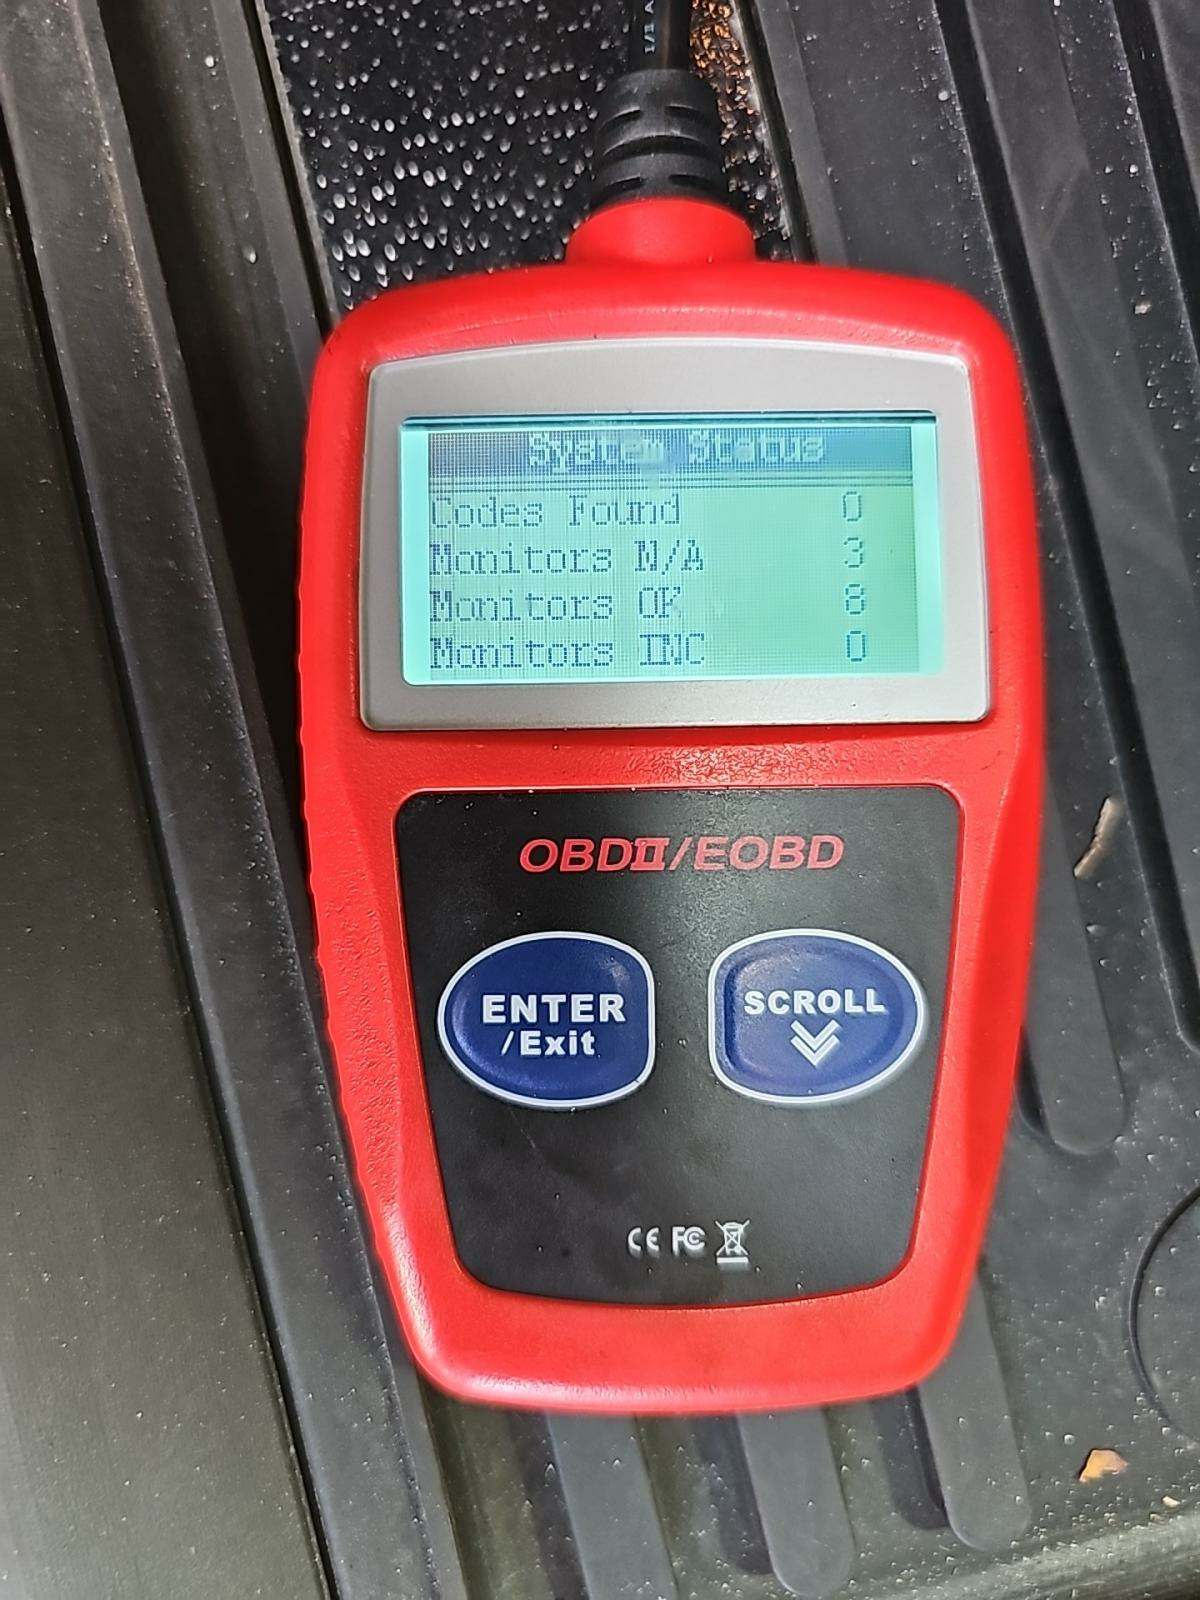 System Status
Codes Found 0
Monitors N/A 3
Monitors OK 8
Monitors INC 0
OBDII/EOBD
ENTER
/Exit
SCROLL
CE FC